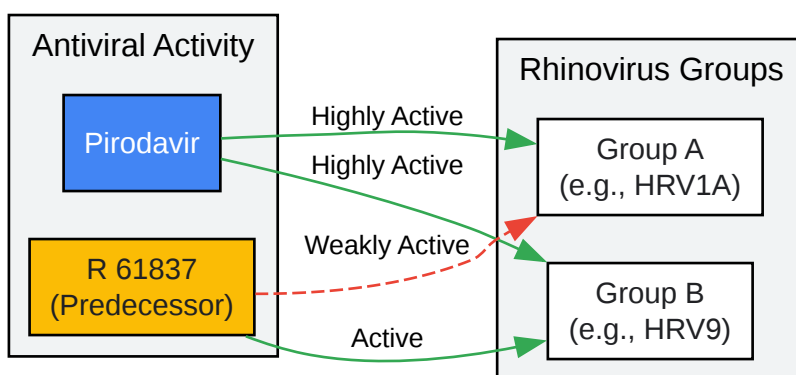 Antiviral Activity
Pirodavir
R 61837
(Predecessor)
Highly Active
Highly Active
Weakly Active
Active
Rhinovirus Groups
Group A
(e.g., HRV1A)
Group B
(e.g., HRV9)